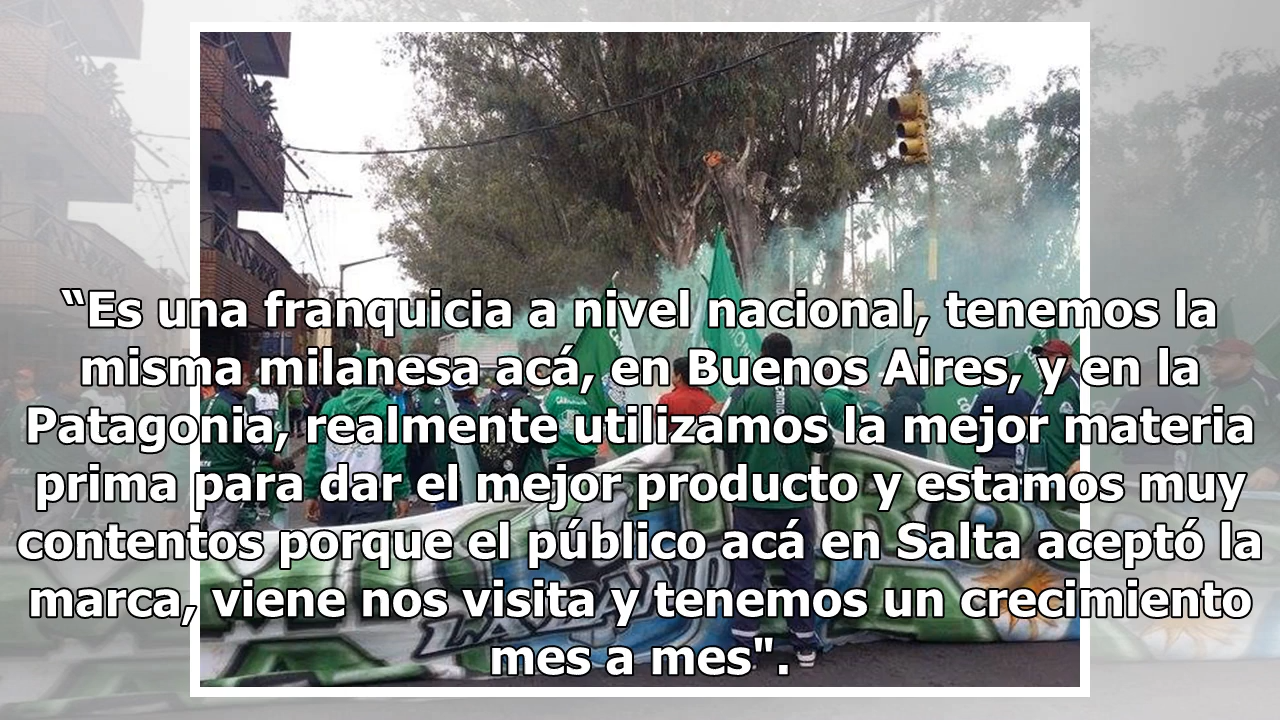 “Es una franquicia a nivel nacional, tenemos la
misma milanesa acá, en Buenos Aires, y en la
Patagonia, realmente utilizamos la mejor materia
prima para dar el mejor producto y estamos muy
contentos porque el público acá en Salta aceptó la
marca, viene nos visita y tenemos un crecimiento
mes a mes".